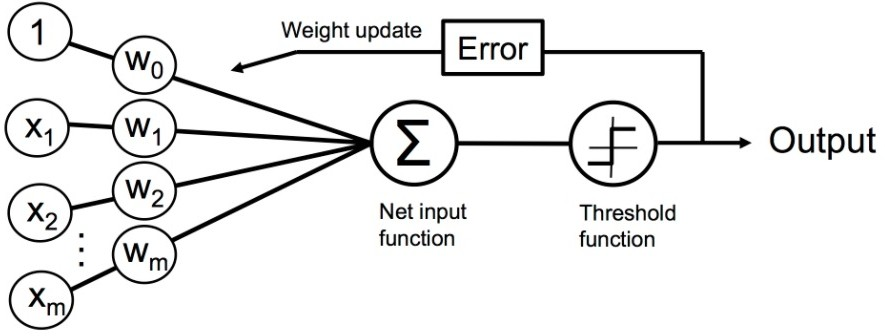 1
w₀
Weight update
Error
x₁
w₁
Σ
Output
x₂
w₂
Net input
function
Threshold
function
⋮
wₘ
xₘ